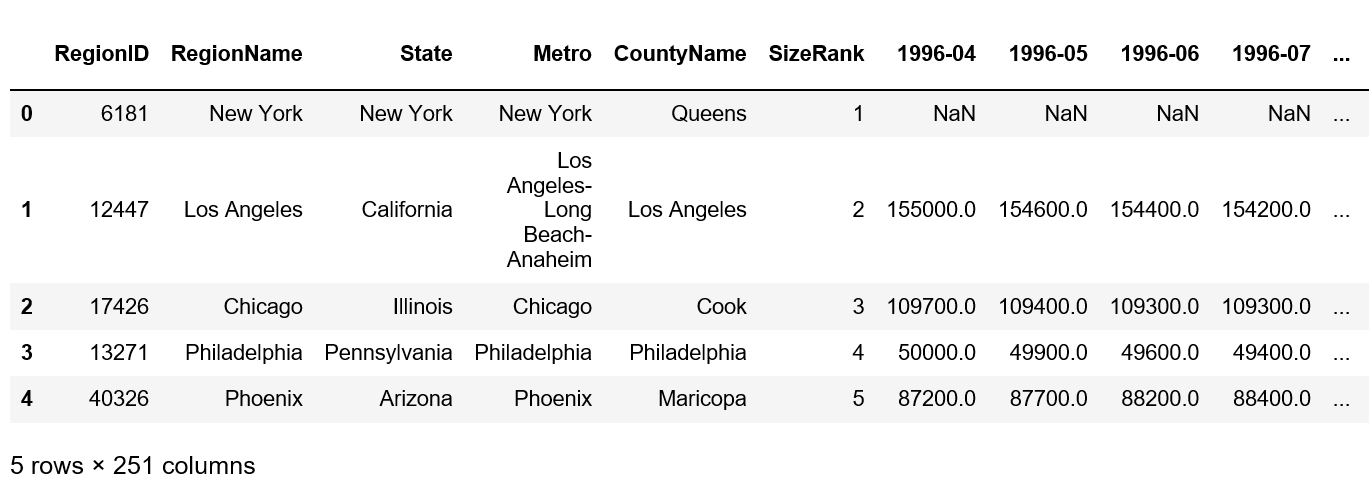 RegionID RegionName State Metro CountyName SizeRank 1996-04 1996-05 1996-06 1996-07 ...
0 6181 New York New York New York Queens 1 NaN NaN NaN NaN ...
Los
Angeles-
1 12447 Los Angeles California Long Los Angeles 2 155000.0 154600.0 154400.0 154200.0 ...
Beach-
Anaheim
2 17426 Chicago Illinois Chicago Cook 3 109700.0 109400.0 109300.0 109300.0 ...
3 13271 Philadelphia Pennsylvania Philadelphia Philadelphia 4 50000.0 49900.0 49600.0 49400.0 ...
4 40326 Phoenix Arizona Phoenix Maricopa 5 87200.0 87700.0 88200.0 88400.0 ...
5 rows × 251 columns